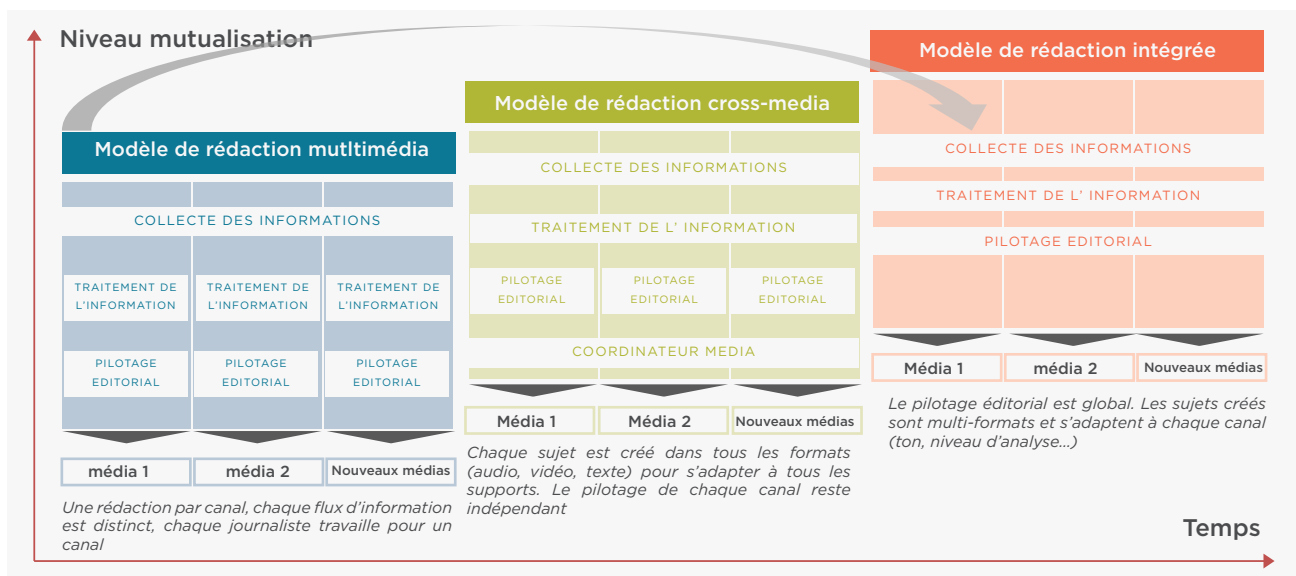 Niveau mutualisation
Modèle de rédaction mutltimédia
COLLECTE DES INFORMATIONS
TRAITEMENT DE
L'INFORMATION
TRAITEMENT DE
L'INFORMATION
TRAITEMENT DE
L'INFORMATION
PILOTAGE
EDITORIAL
PILOTAGE
EDITORIAL
PILOTAGE
EDITORIAL
média 1
média 2
Nouveaux médias
Une rédaction par canal, chaque flux d'information
est distinct, chaque journaliste travaille pour un
canal
Modèle de rédaction cross-media
COLLECTE DES INFORMATIONS
TRAITEMENT DE L' INFORMATION
PILOTAGE
EDITORIAL
PILOTAGE
EDITORIAL
PILOTAGE
EDITORIAL
COORDINATEUR MEDIA
Média 1
Média 2
Nouveaux médias
Chaque sujet est créé dans tous les formats
(audio, vidéo, texte) pour s'adapter à tous les
supports. Le pilotage de chaque canal reste
indépendant
Modèle de rédaction intégrée
COLLECTE DES INFORMATIONS
TRAITEMENT DE L' INFORMATION
PILOTAGE EDITORIAL
Média 1
média 2
Nouveaux médias
Le pilotage éditorial est global. Les sujets créés
sont multi-formats et s'adaptent à chaque canal
(ton, niveau d'analyse...)
Temps